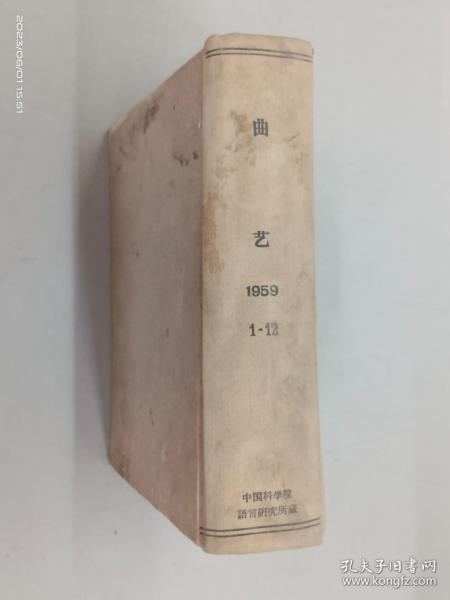 2023/06/01 15:51
曲
艺
1959
1-12
中国科学院
語言研究所藏
孔夫子旧书网
www.kongfz.com